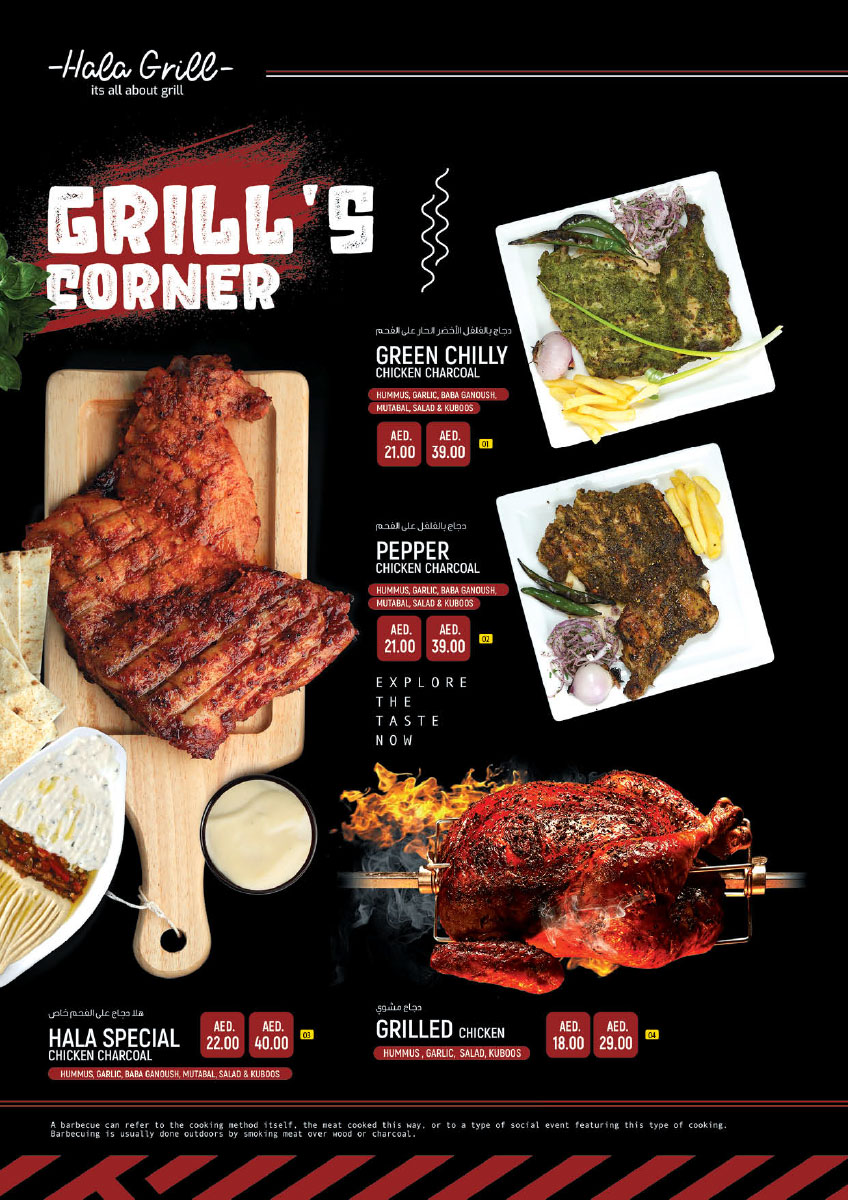 -Hala Grill-
its all about grill
GRILL'S
CORNER
دجاج بالفلفل الأخضر الحار على الفحم
GREEN CHILLY
CHICKEN CHARCOAL
HUMMUS, GARLIC, BABA GANOUSH,
MUTABAL, SALAD & KUBOOS
AED. 21.00
AED. 39.00
01
دجاج بالفلفل على الفحم
PEPPER
CHICKEN CHARCOAL
HUMMUS, GARLIC, BABA GANOUSH,
MUTABAL, SALAD & KUBOOS
AED. 21.00
AED. 39.00
02
EXPLORE
THE
TASTE
NOW
هلا دجاج على الفحم خاص
HALA SPECIAL
CHICKEN CHARCOAL
AED. 22.00
AED. 40.00
03
HUMMUS, GARLIC, BABA GANOUSH, MUTABAL, SALAD & KUBOOS
دجاج مشوي
GRILLED CHICKEN
HUMMUS , GARLIC, SALAD, KUBOOS
AED. 18.00
AED. 29.00
04
A barbecue can refer to the cooking method itself, the meat cooked this way, or to a type of social event featuring this type of cooking.
Barbecuing is usually done outdoors by smoking meat over wood or charcoal.